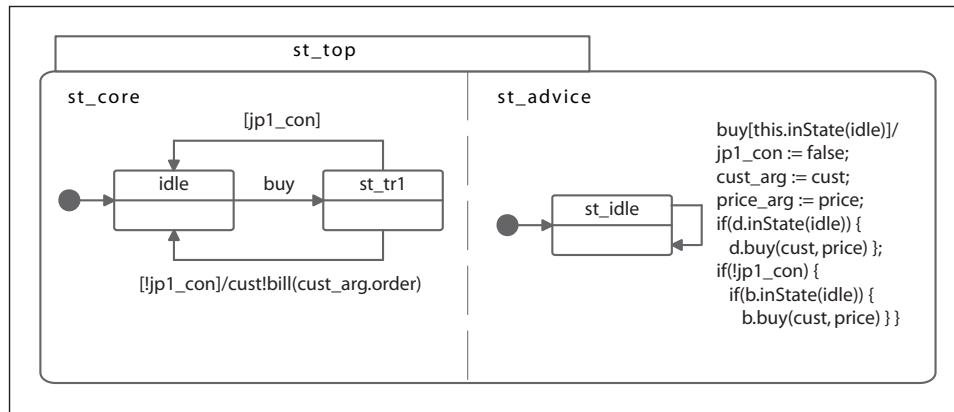 st_top
st_core
[jp1_con]
idle
buy
st_tr1
[!jp1_con]/cust!bill(cust_arg.order)
st_advice
st_idle
buy[this.inState(idle)]/
jp1_con := false;
cust_arg := cust;
price_arg := price;
if(d.inState(idle)) {
d.buy(cust, price) };
if(!jp1_con) {
if(b.inState(idle)) {
b.buy(cust, price) } }